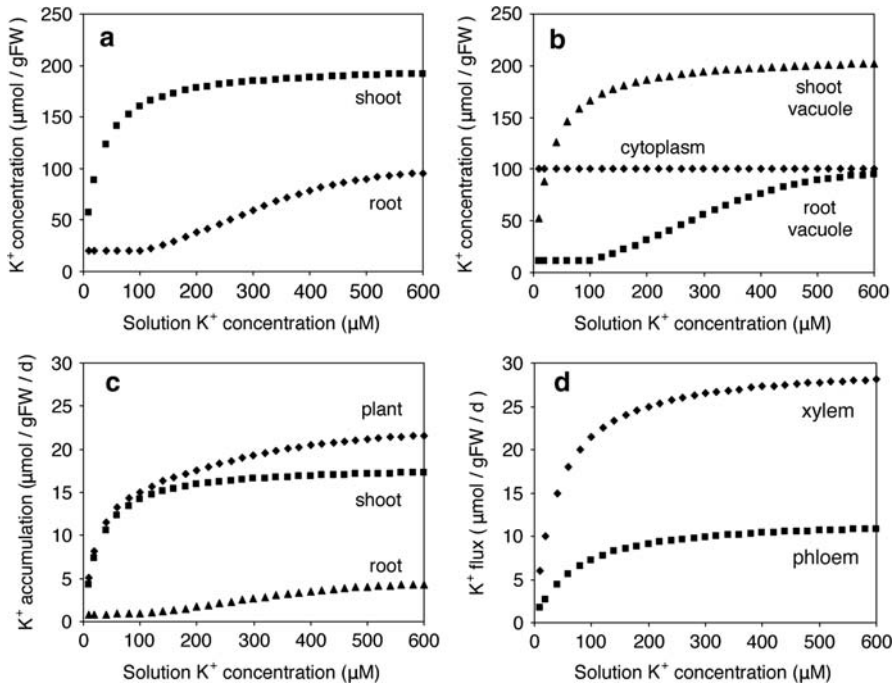 a
K⁺ concentration (µmol / gFW)
250
200
150
100
50
0
shoot
root
0 100 200 300 400 500 600
Solution K⁺ concentration (µM)
b
K⁺ concentration (µmol / gFW)
250
200
150
100
50
0
shoot
vacuole
cytoplasm
root
vacuole
0 100 200 300 400 500 600
Solution K⁺ concentration (µM)
c
K⁺ accumulation (µmol / gFW / d)
30
25
20
15
10
5
0
plant
shoot
root
0 100 200 300 400 500 600
Solution K⁺ concentration (µM)
d
K⁺ flux ( µmol / gFW / d)
30
25
20
15
10
5
0
xylem
phloem
0 100 200 300 400 500 600
Solution K⁺ concentration (µM)